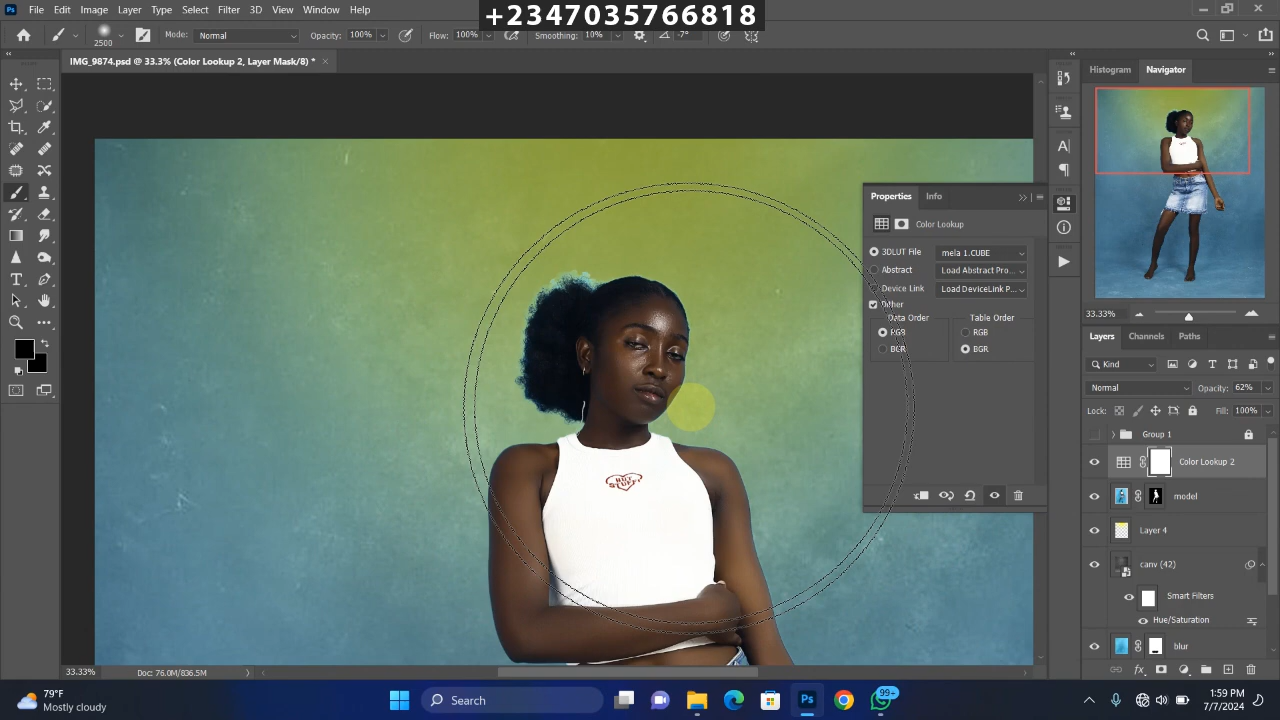 File Edit Image Layer Type Select Filter 3D View Window Help
+2347035766818
2500 Mode: Normal Opacity: 100% Flow: 100% Smoothing: 10% -7°
IMG_9874.psd @ 33.3% (Color Lookup 2, Layer Mask/8) *
Histogram Navigator
33.33%
Properties Info
Color Lookup
3DLUT File mela 1.CUBE
Abstract Load Abstract Pro...
Device Link Load DeviceLink P...
Dither
Data Order Table Order
RGB RGB
BGR BGR
Layers Channels Paths
Kind
Normal Opacity: 62%
Lock: Fill: 100%
Group 1
Color Lookup 2
model
Layer 4
canv (42)
Smart Filters
Hue/Saturation
blur
33.33% Doc: 76.0M/836.5M
79°F
Mostly cloudy
Search
99+
1:59 PM
7/7/2024